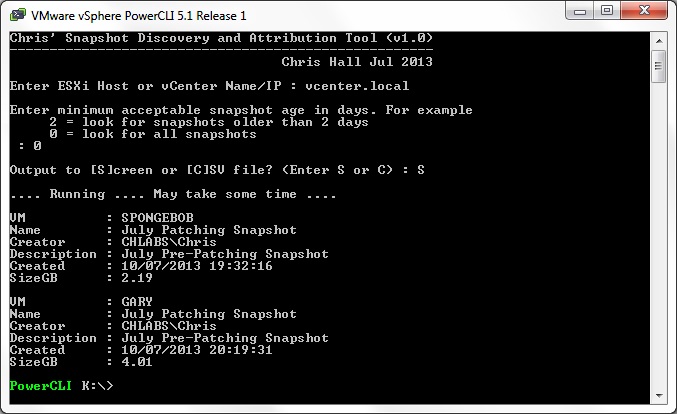 VMware vSphere PowerCLI 5.1 Release 1
Chris' Snapshot Discovery and Attribution Tool (v1.0)
-----------------------------------------------------
Chris Hall Jul 2013
Enter ESXi Host or vCenter Name/IP : vcenter.local
Enter minimum acceptable snapshot age in days. For example
2 = look for snapshots older than 2 days
0 = look for all snapshots
: 0
Output to [S]creen or [C]SV file? (Enter S or C) : S
.... Running .... May take some time ....
VM : SPONGEBOB
Name : July Patching Snapshot
Creator : CHLABS\Chris
Description : July Pre-Patching Snapshot
Created : 10/07/2013 19:32:16
SizeGB : 2.19
VM : GARY
Name : July Patching Snapshot
Creator : CHLABS\Chris
Description : July Pre-Patching Snapshot
Created : 10/07/2013 20:19:31
SizeGB : 4.01
PowerCLI K:\>